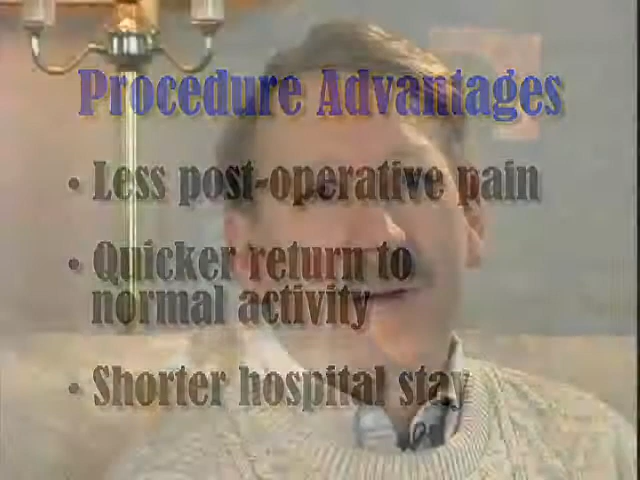 Procedure Advantages
• Less post-operative pain
• Quicker return to
normal activity
• Shorter hospital stay